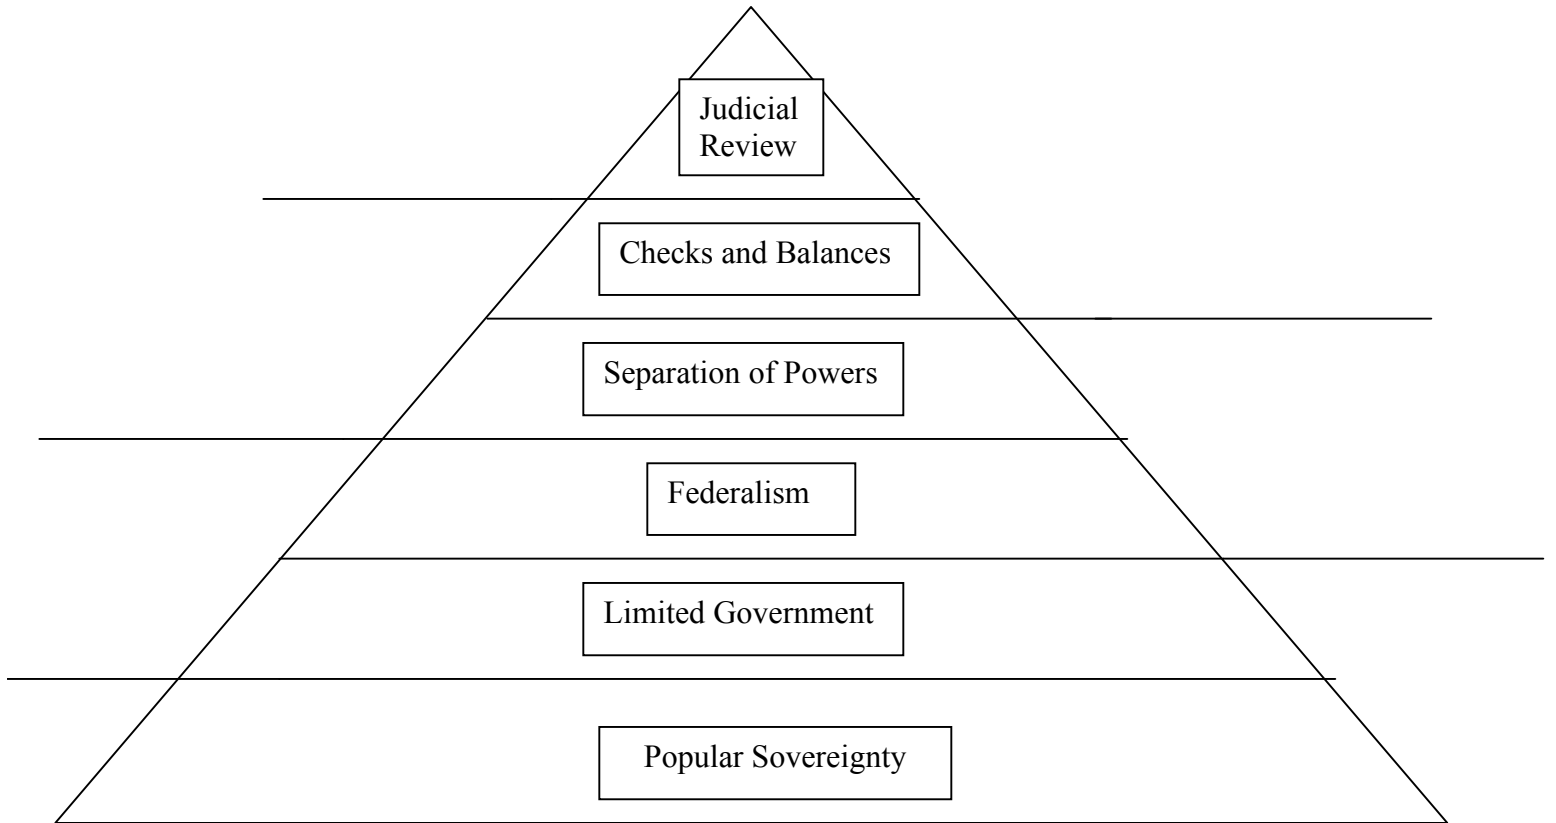 Judicial
Review
Checks and Balances
Separation of Powers
Federalism
Limited Government
Popular Sovereignty